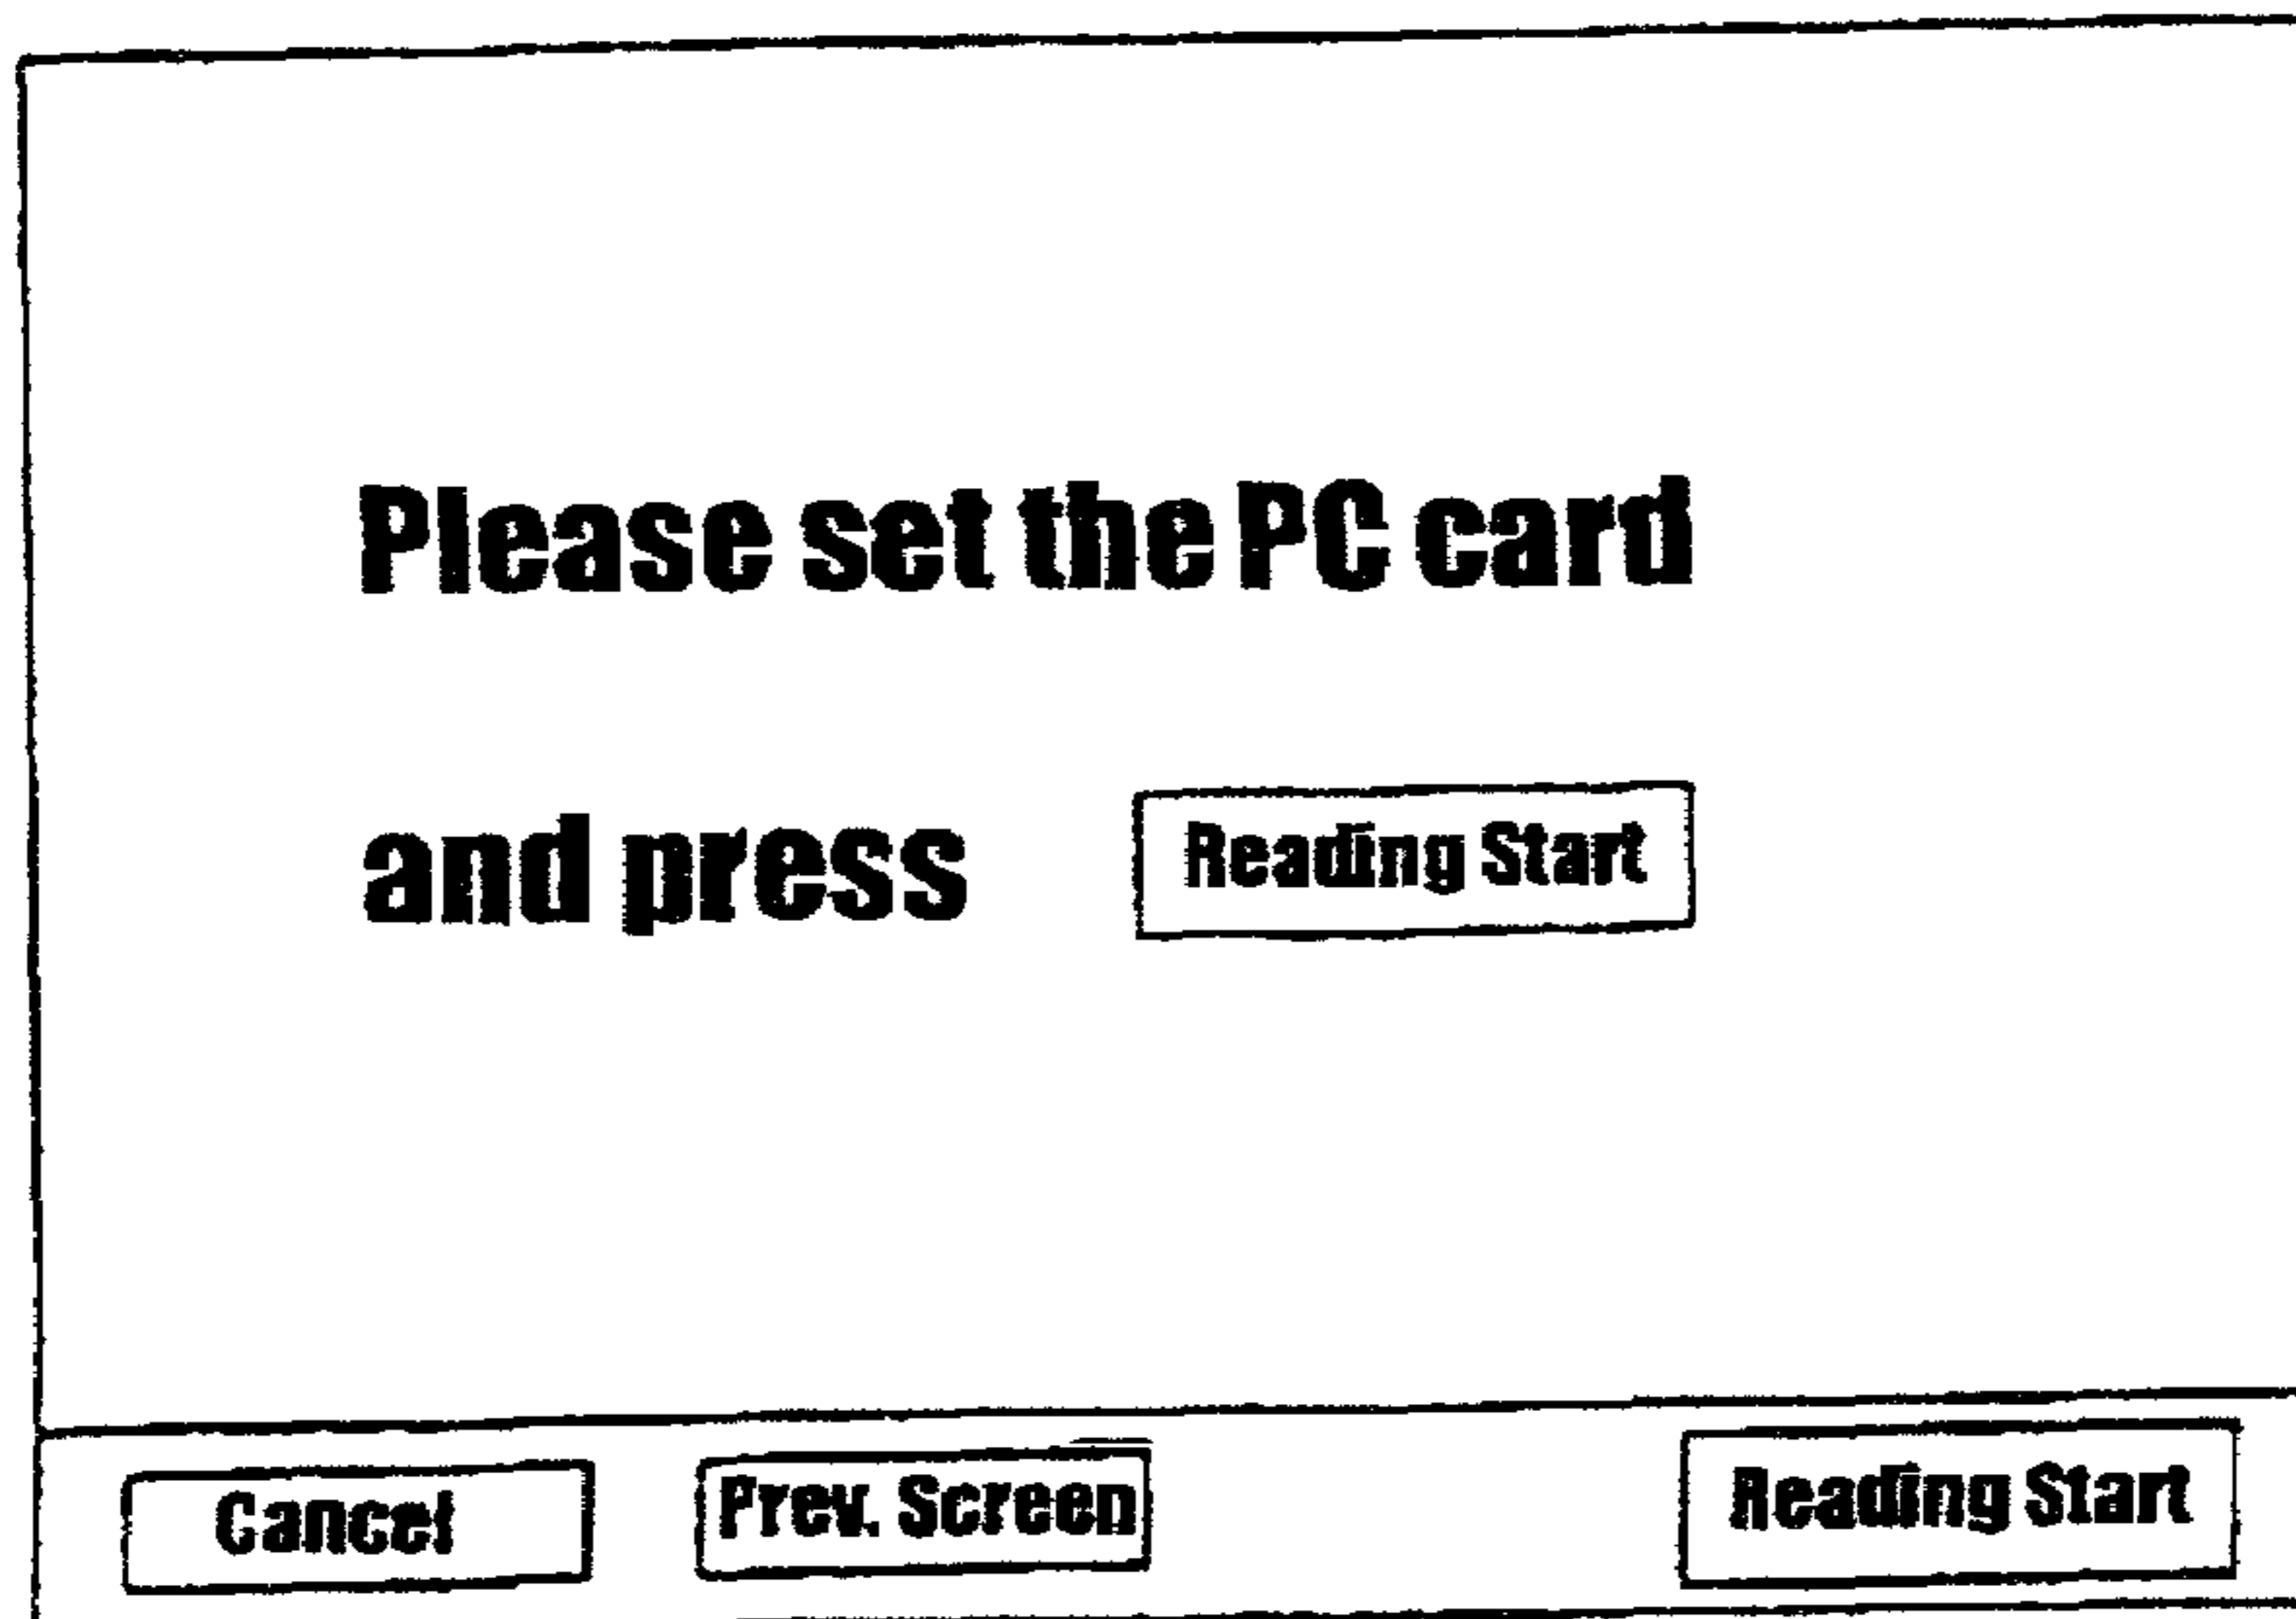 Please set the PC card
and press Reading Start
Cancel Prev. Screen Reading Start